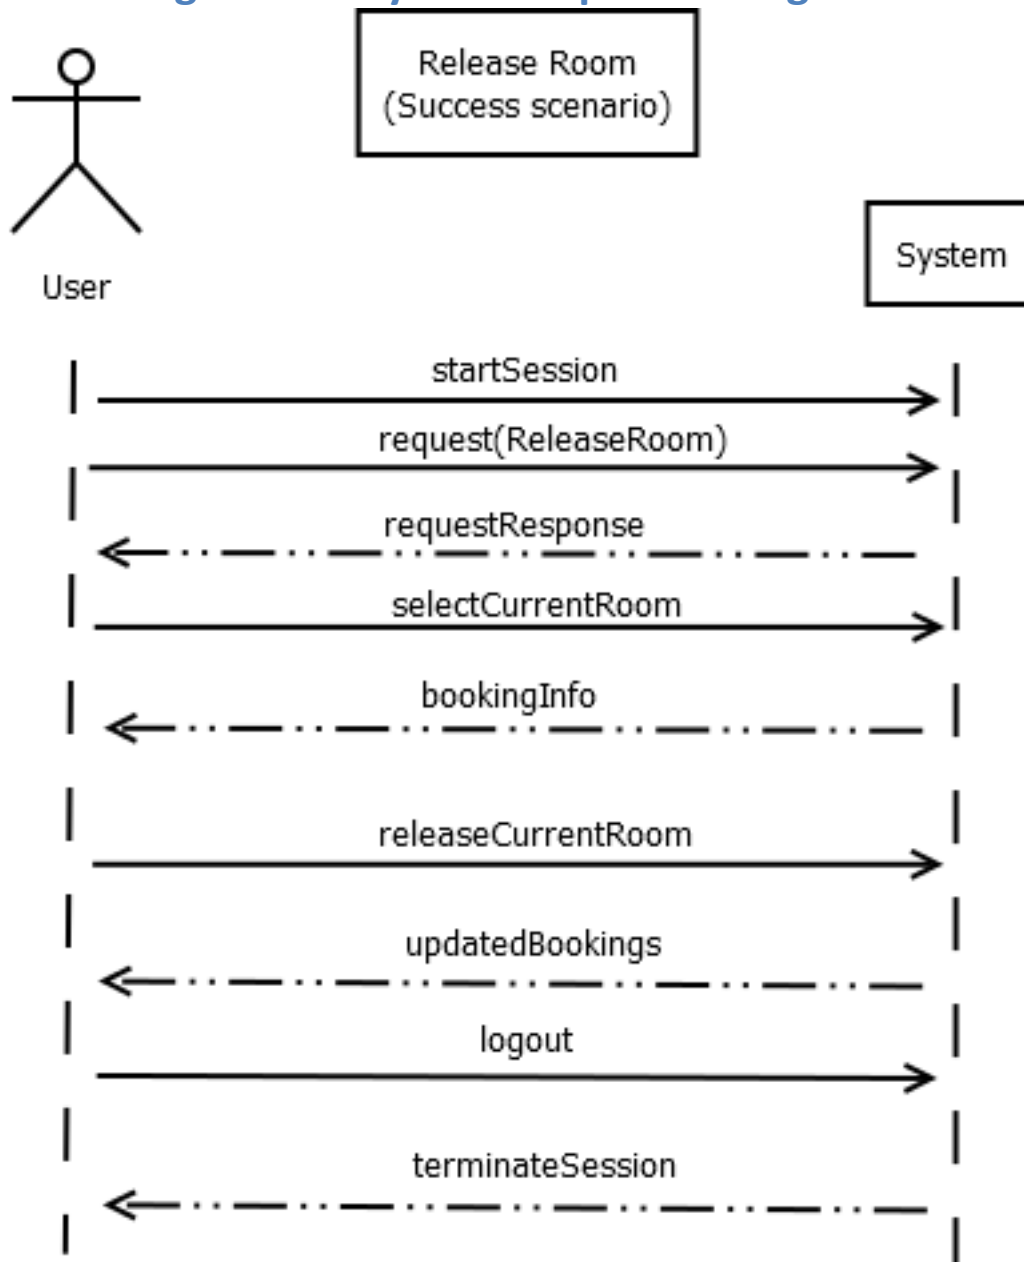 Release Room
(Success scenario)
System
User
startSession
request(ReleaseRoom)
requestResponse
selectCurrentRoom
bookingInfo
releaseCurrentRoom
updatedBookings
logout
terminateSession